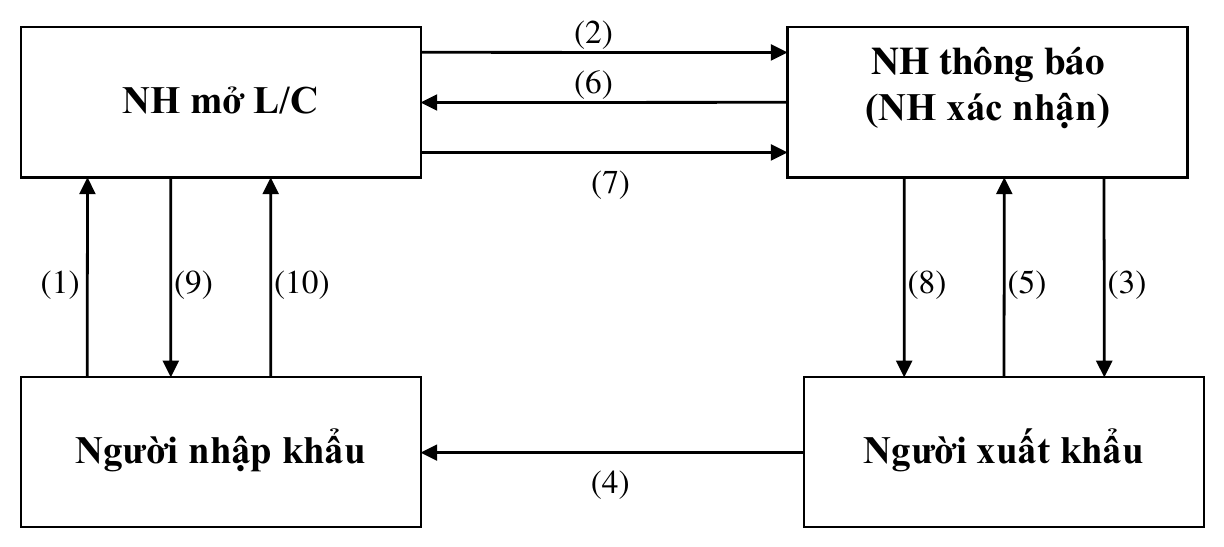 (2)
NH mở L/C
NH thông báo
(NH xác nhận)
(6)
(7)
(1)
(9)
(10)
(8)
(5)
(3)
Người nhập khẩu
Người xuất khẩu
(4)